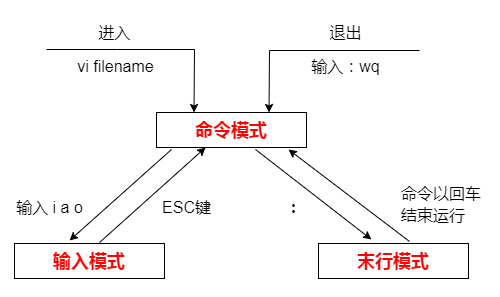 进入
退出
vi filename
输入：wq
命令模式
输入 i a o
ESC键
：
命令以回车
结束运行
输入模式
末行模式